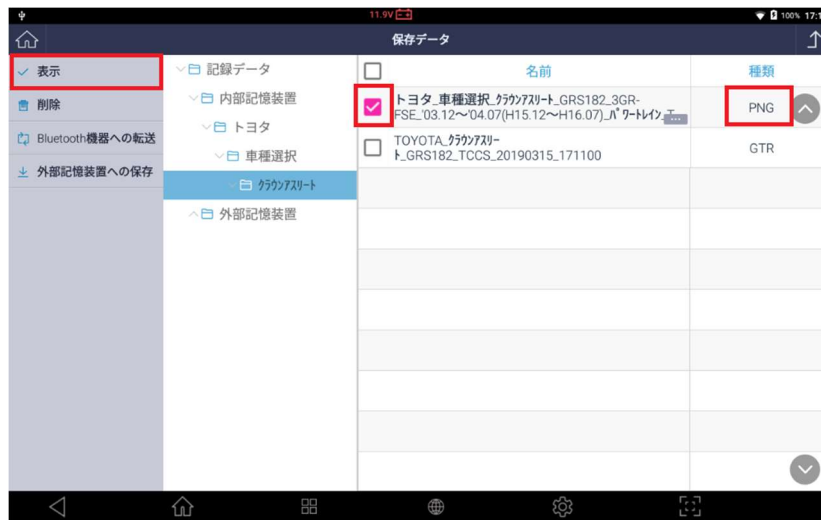 11.9V
100% 17:1
保存データ
表示
削除
Bluetooth機器への転送
外部記憶装置への保存
記録データ
内部記憶装置
トヨタ
車種選択
ｸﾗｳﾝｱｽﾘｰﾄ
外部記憶装置
名前
種類
トヨタ_車種選択_ｸﾗｳﾝｱｽﾘｰﾄ_GRS182_3GR-
FSE_'03.12～'04.07(H15.12～H16.07)_ﾊﾟﾜｰﾄﾚｲﾝ_T
PNG
TOYOTA_ｸﾗｳﾝｱｽﾘｰ
ﾄ_GRS182_TCCS_20190315_171100
GTR